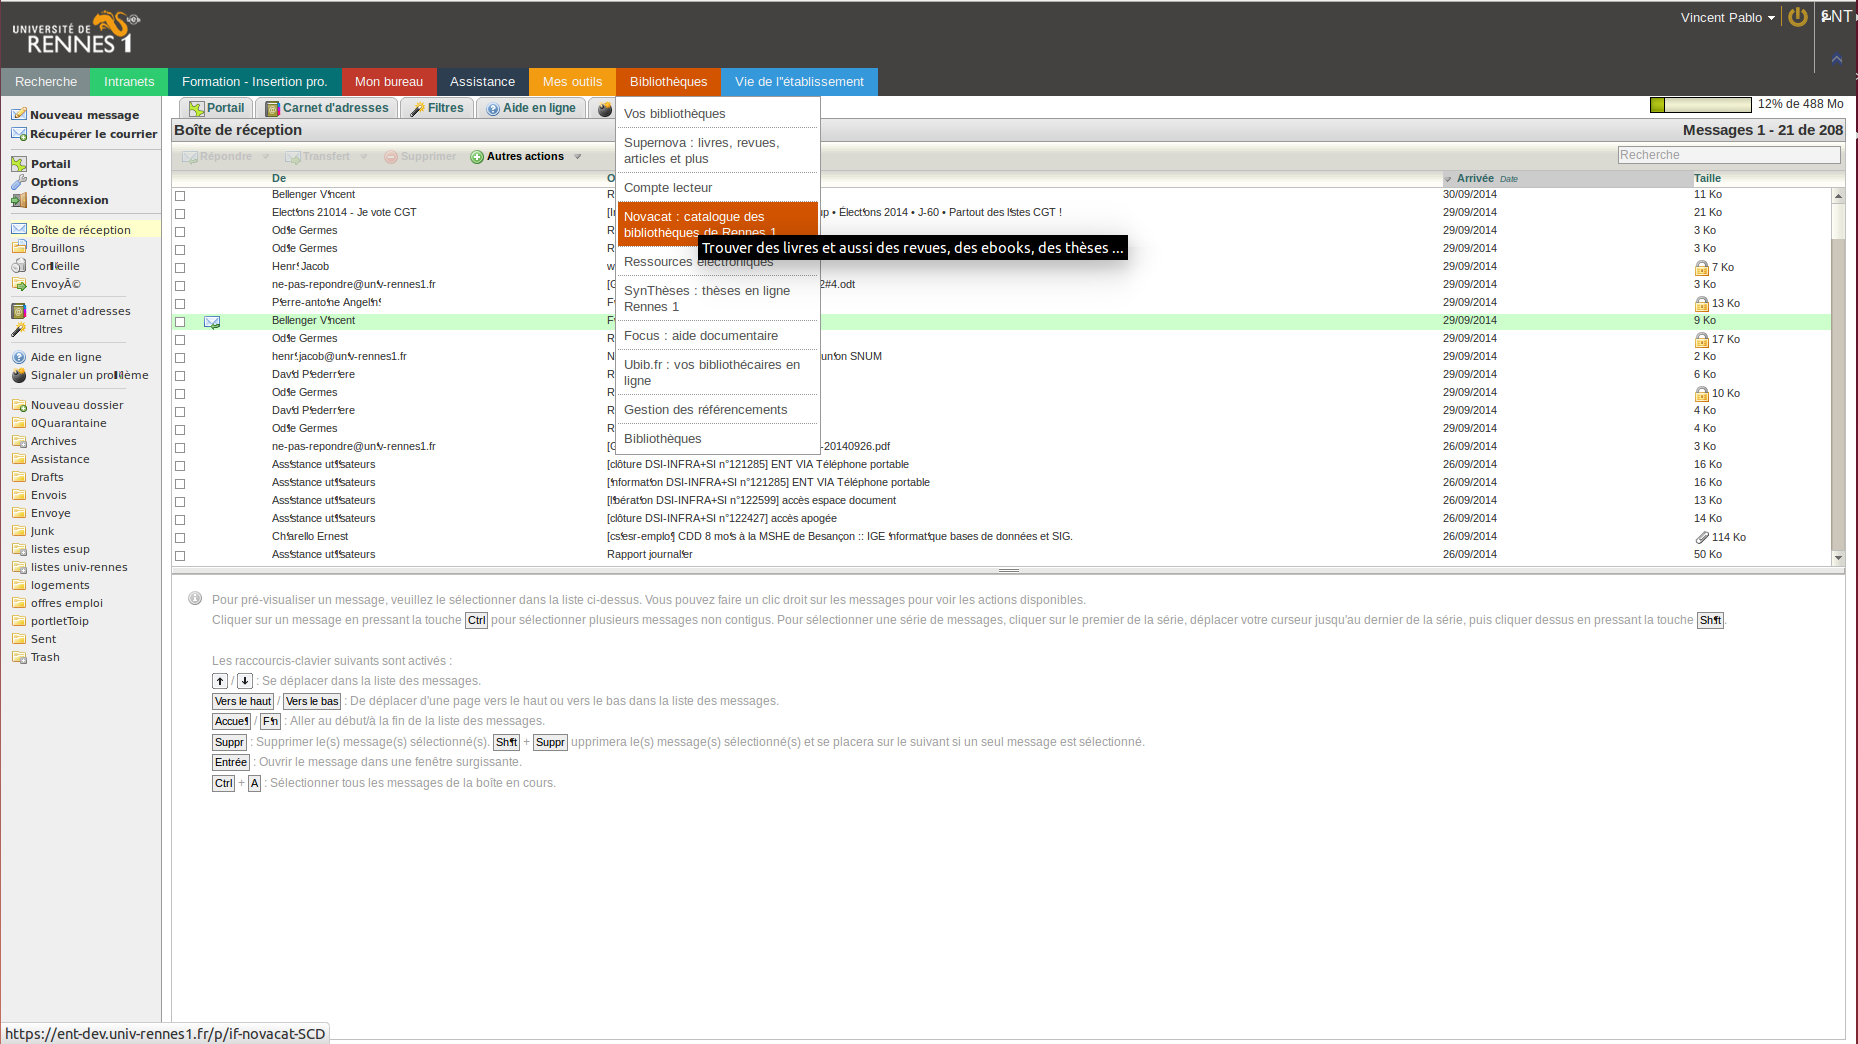 UNIVERSITÉ DE
RENNES 1
Vincent Pablo
Recherche Intranets Formation - Insertion pro. Mon bureau Assistance Mes outils Bibliothèques Vie de l''établissement
Portail Carnet d'adresses Filtres Aide en ligne
12% de 488 Mo
Boîte de réception
Messages 1 - 21 de 208
Répondre Transfert Supprimer Autres actions
Recherche
Nouveau message
Récupérer le courrier
Portail
Options
Déconnexion
Boîte de réception
Brouillons
EnvoyÃ©
Carnet d'adresses
Filtres
Aide en ligne
Signaler un
Nouveau dossier
0Quarantaine
Archives
Assistance
Drafts
Envois
Envoye
Junk
listes esup
listes univ-rennes
logements
offres emploi
portletToip
Sent
Trash
Vos bibliothèques
Supernova : livres, revues,
articles et plus
Compte lecteur
Novacat : catalogue des
bibliothèques de Rennes 1
Trouver des livres et aussi des revues, des ebooks, des thèses ...
Ressources électroniques
SynThèses : thèses en ligne
Rennes 1
Focus : aide documentaire
Ubib.fr : vos bibliothécaires en
ligne
Gestion des référencements
Bibliothèques
De Arrivée Date Taille
Bellenger Vincent 30/09/2014 11 Ko
Elections 21014 - Je vote CGT • Élections 2014 • J-60 • Partout des listes CGT ! 29/09/2014 21 Ko
Odile Germes 29/09/2014 3 Ko
Odile Germes 29/09/2014 3 Ko
Henri Jacob 29/09/2014 7 Ko
ne-pas-repondre@univ-rennes1.fr 2#4.odt 29/09/2014 3 Ko
Pierre-antoine Angelini 29/09/2014 13 Ko
Bellenger Vincent 29/09/2014 9 Ko
Odile Germes 29/09/2014 17 Ko
henri.jacob@univ-rennes1.fr SNUM 29/09/2014 2 Ko
David Piederriere 29/09/2014 6 Ko
Odile Germes 29/09/2014 10 Ko
David Piederriere 29/09/2014 4 Ko
Odile Germes 29/09/2014 4 Ko
ne-pas-repondre@univ-rennes1.fr -20140926.pdf 26/09/2014 3 Ko
Assistance utilisateurs [clôture DSI-INFRA+SI n°121285] ENT VIA Téléphone portable 26/09/2014 16 Ko
Assistance utilisateurs [information DSI-INFRA+SI n°121285] ENT VIA Téléphone portable 26/09/2014 16 Ko
Assistance utilisateurs [libération DSI-INFRA+SI n°122599] accès espace document 26/09/2014 13 Ko
Assistance utilisateurs [clôture DSI-INFRA+SI n°122427] accès apogée 26/09/2014 14 Ko
Chiarello Ernest [csiesr-emploi] CDD 8 mois à la MSHE de Besançon :: IGE informatique bases de données et SIG. 26/09/2014 114 Ko
Assistance utilisateurs Rapport journalier 26/09/2014 50 Ko
Pour pré-visualiser un message, veuillez le sélectionner dans la liste ci-dessus. Vous pouvez faire un clic droit sur les messages pour voir les actions disponibles.
Cliquer sur un message en pressant la touche Ctrl pour sélectionner plusieurs messages non contigus. Pour sélectionner une série de messages, cliquer sur le premier de la série, déplacer votre curseur jusqu'au dernier de la série, puis cliquer dessus en pressant la touche Shift.
Les raccourcis-clavier suivants sont activés :
↑ / ↓ : Se déplacer dans la liste des messages.
Vers le haut / Vers le bas : De déplacer d'une page vers le haut ou vers le bas dans la liste des messages.
Accueil / Fin : Aller au début/à la fin de la liste des messages.
Suppr : Supprimer le(s) message(s) sélectionné(s). Shift + Suppr upprimera le(s) message(s) sélectionné(s) et se placera sur le suivant si un seul message est sélectionné.
Entrée : Ouvrir le message dans une fenêtre surgissante.
Ctrl + A : Sélectionner tous les messages de la boîte en cours.
https://ent-dev.univ-rennes1.fr/p/if-novacat-SCD